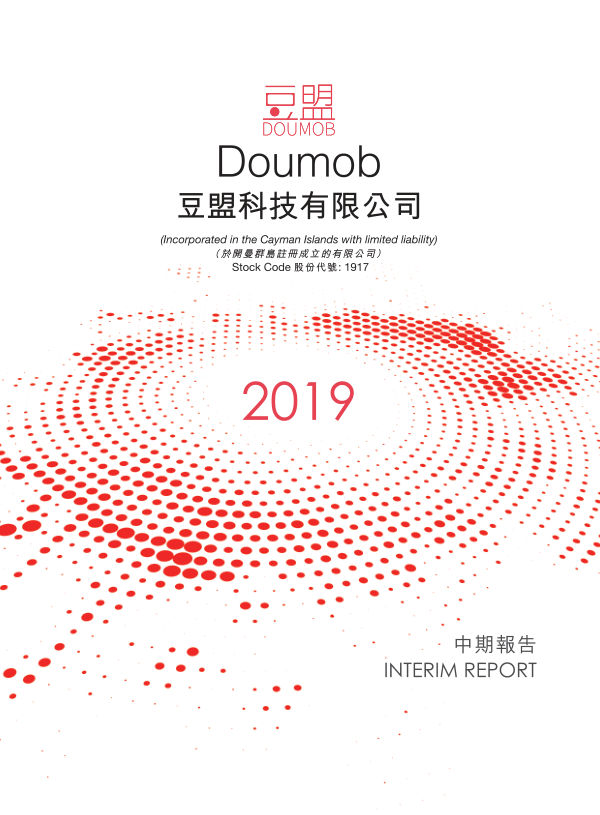 豆盟
DOUMOB
Doumob
豆盟科技有限公司
(Incorporated in the Cayman Islands with limited liability)
（於開曼群島註冊成立的有限公司）
Stock Code 股份代號: 1917
2019
中期報告
INTERIM REPORT